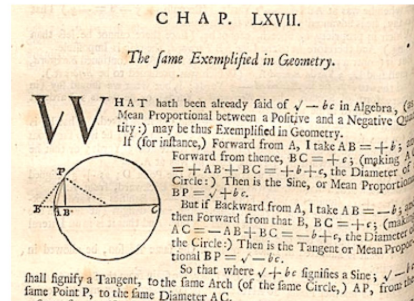 CHAP. LXVII.
The ſame Exemplified in Geometry.
WHAT hath been already ſaid of √—bc in Algebra, (
Mean Proportional between a Poſitive and a Negative
tity:) may be thus Exemplified in Geometry.
If (for inſtance,) Forward from A, I take AB = +b;
Forward from thence, BC = +c; (making
= +AB + BC = +b+c, the Diameter of
Circle:) Then is the Sine, or Mean Proportio
BP = √+bc.
But if Backward from A, I take AB = —b;
then Forward from that B, BC = +c; (
AC = —AB + BC = —b+c, the Diameter of
the Circle:) Then is the Tangent or Mean
tional BP = √—bc.
So that where √+bc ſignifies a Sine; √—
ſhall ſignify a Tangent, to the ſame Arch (of the ſame Circle,) AP, from
ſame Point P, to the ſame Diameter AC.
P
B A B C